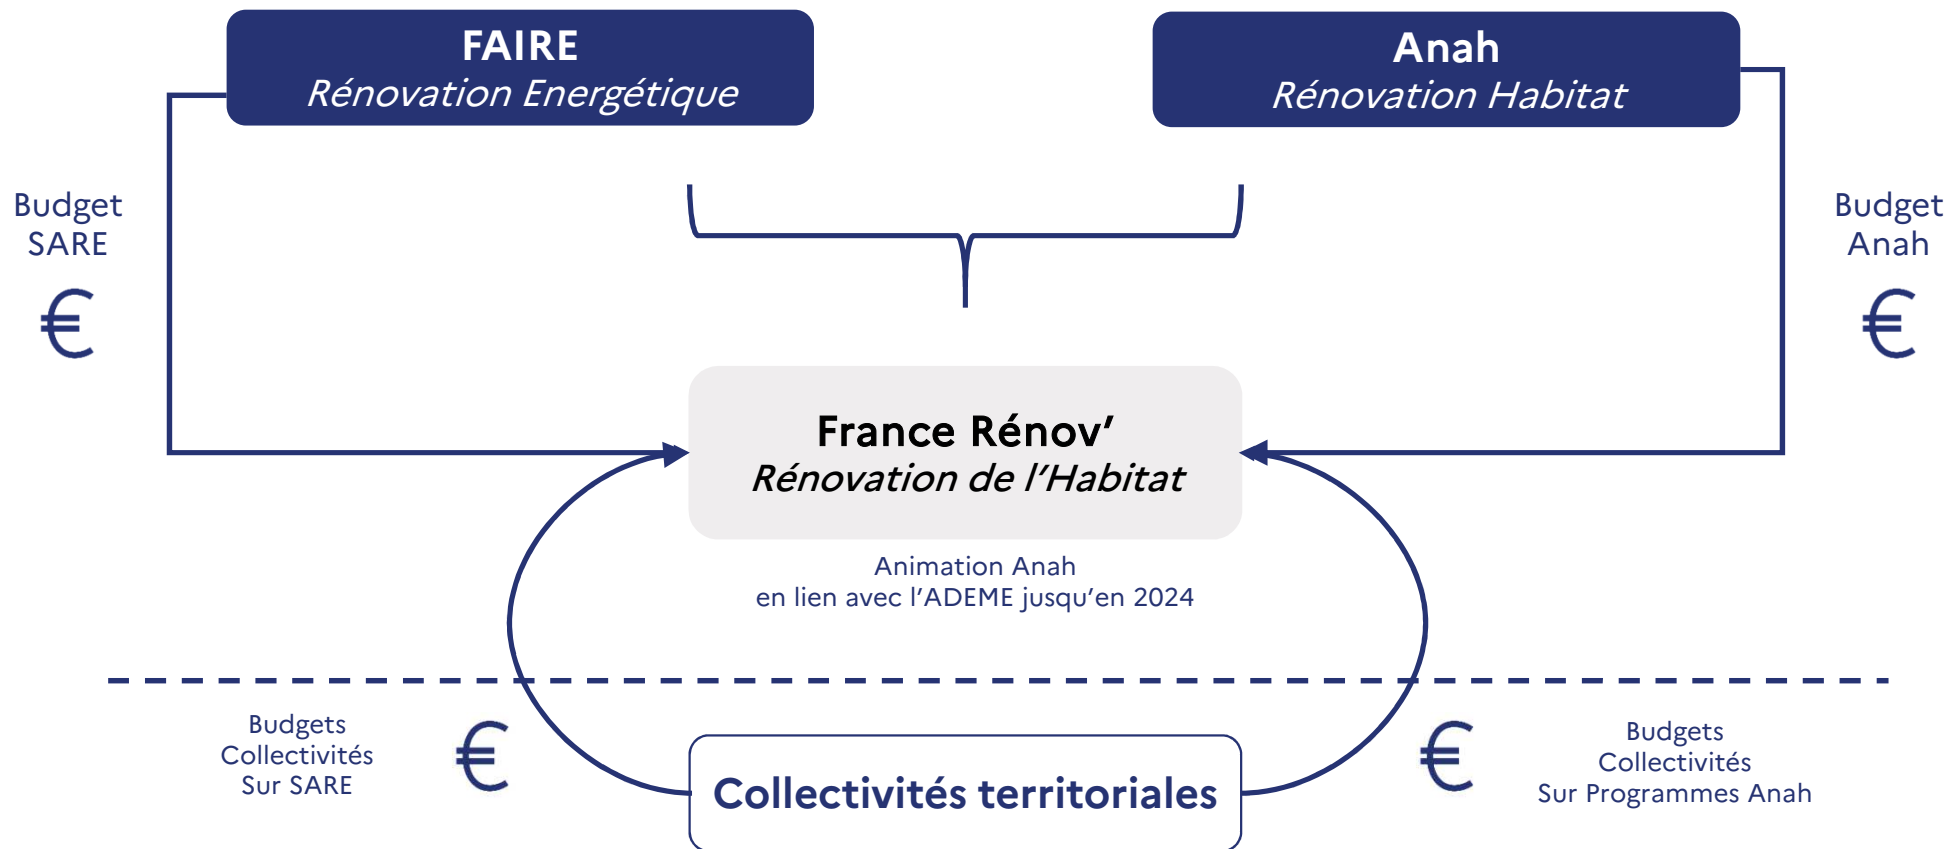 FAIRE
Rénovation Energétique
Anah
Rénovation Habitat
Budget
SARE
€
Budget
Anah
€
France Rénov’
Rénovation de l’Habitat
Animation Anah
en lien avec l’ADEME jusqu’en 2024
Budgets
Collectivités
Sur SARE
€
Collectivités territoriales
€
Budgets
Collectivités
Sur Programmes Anah